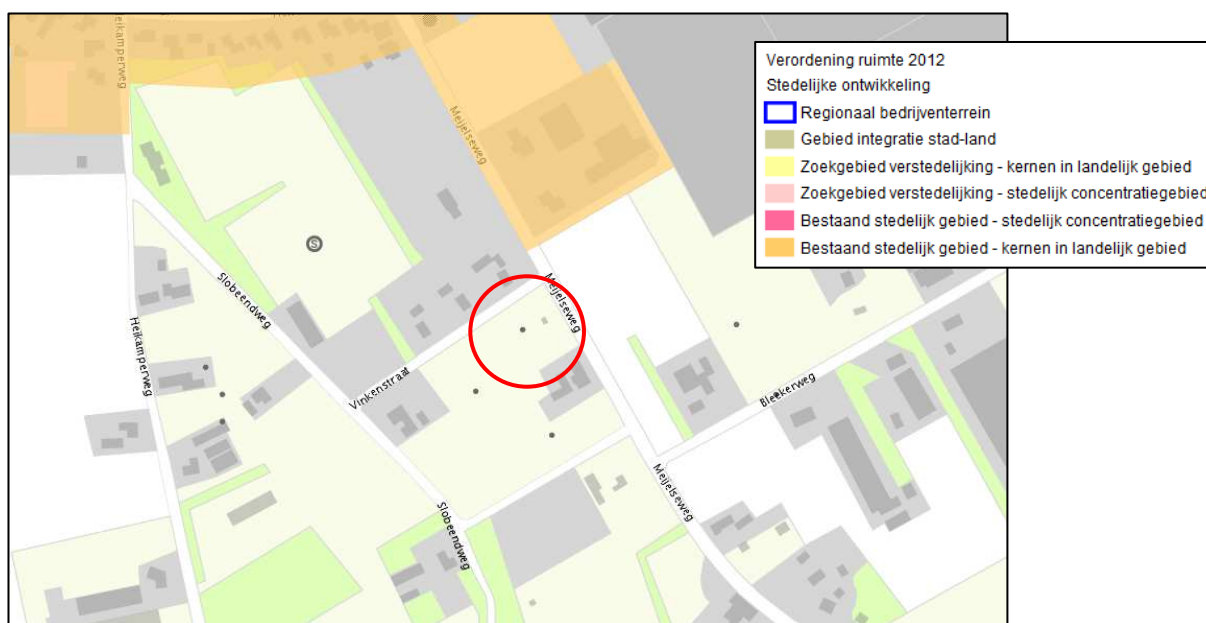 Heikamperweg
Verordening ruimte 2012
Stedelijke ontwikkeling
Regionaal bedrijventerrein
Gebied integratie stad-land
Zoekgebied verstedelijking - kernen in landelijk gebied
Zoekgebied verstedelijking - stedelijk concentratiegebied
Bestaand stedelijk gebied - stedelijk concentratiegebied
Bestaand stedelijk gebied - kernen in landelijk gebied
Meijelseweg
S
Slobeendweg
Meijelseweg
Heikamperweg
Vinkenstraat
Bleekerweg
Meijelseweg
Slobeendweg